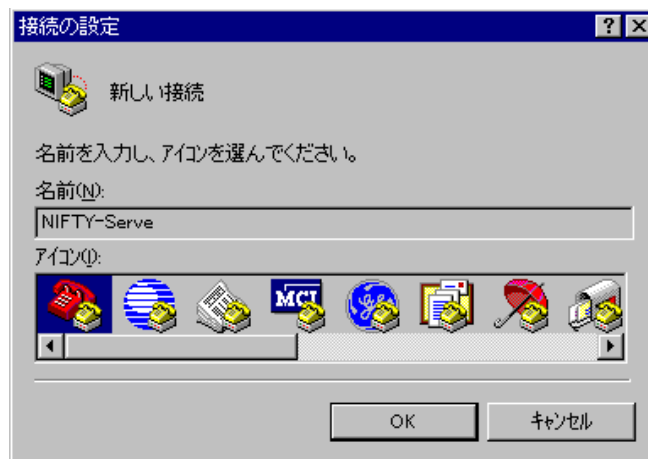 接続の設定
新しい接続
名前を入力し、アイコンを選んでください。
名前(N):
NIFTY-Serve
アイコン(I):
MCI
OK
キャンセル